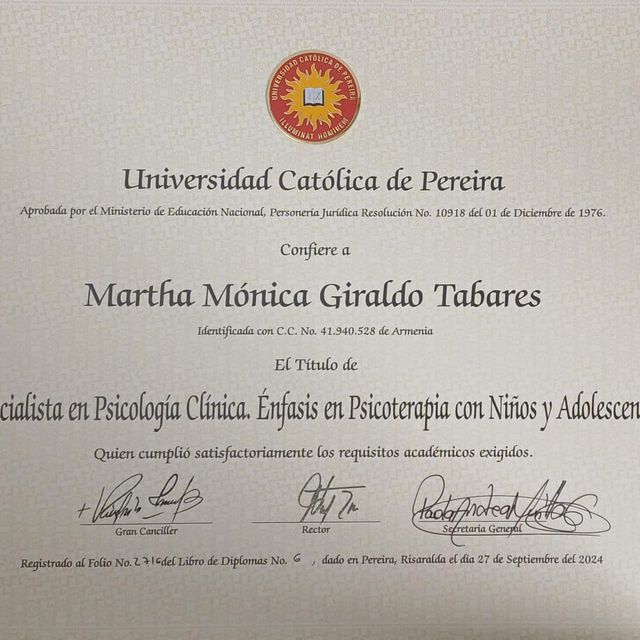 UNIVERSIDAD CATÓLICA DE PEREIRA
ILLUMINAT HOMINEM
Universidad Católica de Pereira
Aprobada por el Ministerio de Educación Nacional, Personería Jurídica Resolución No. 10918 del 01 de Diciembre de 1976.
Confiere a
Martha Mónica Giraldo Tabares
Identificada con C.C. No. 41.940.528 de Armenia
El Título de
cialista en Psicología Clínica. Énfasis en Psicoterapia con Niños y Adolescen
Quien cumplió satisfactoriamente los requisitos académicos exigidos.
Gran Canciller
Rector
Secretaria General
Registrado al Folio No. 2716 del Libro de Diplomas No. 6 , dado en Pereira, Risaralda el día 27 de Septiembre del 2024